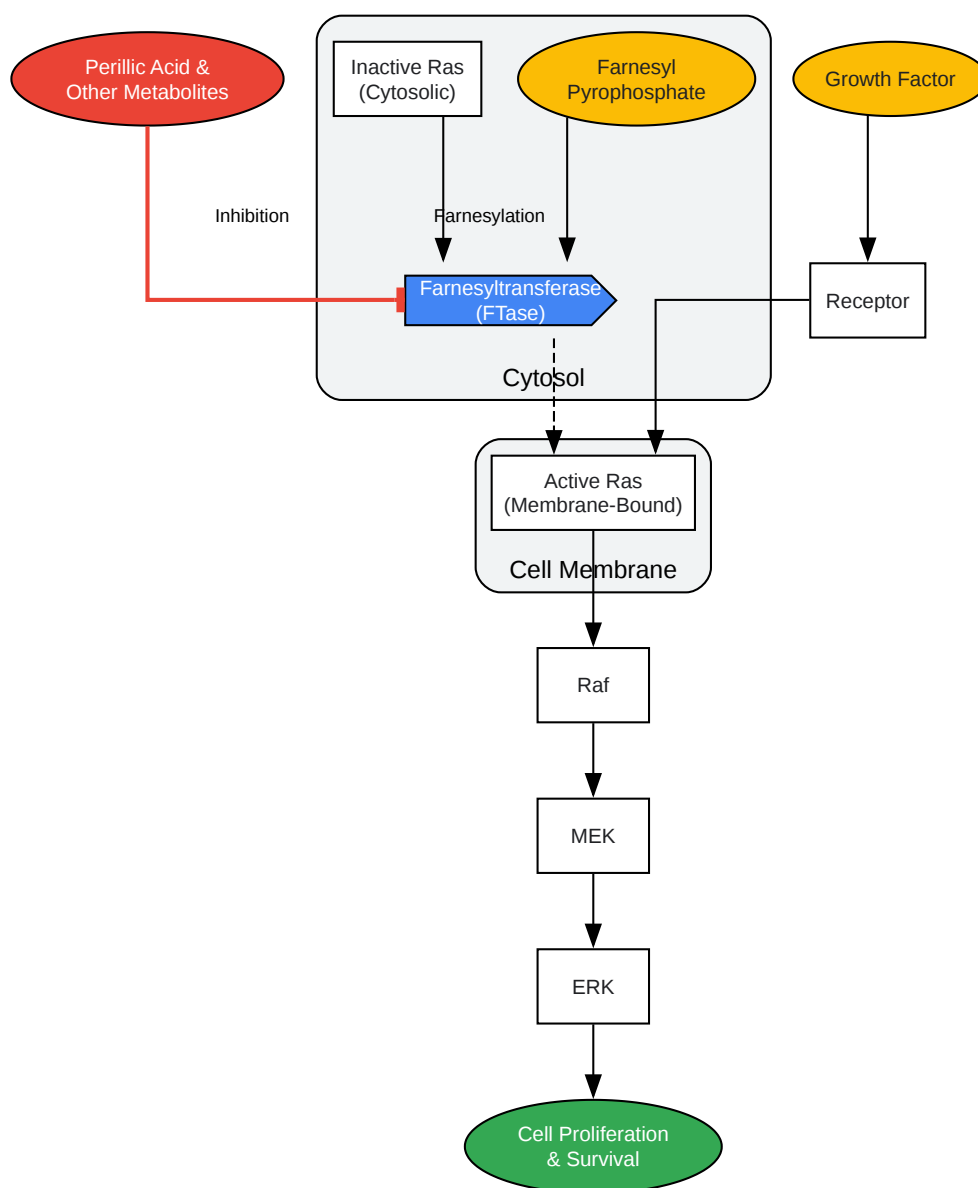 Perillic Acid &
Other Metabolites
Inactive Ras
(Cytosolic)
Farnesyl
Pyrophosphate
Growth Factor
Inhibition
Farnesylation
Farnesyltransferase
(FTase)
Receptor
Cytosol
Active Ras
(Membrane-Bound)
Cell Membrane
Raf
MEK
ERK
Cell Proliferation
& Survival